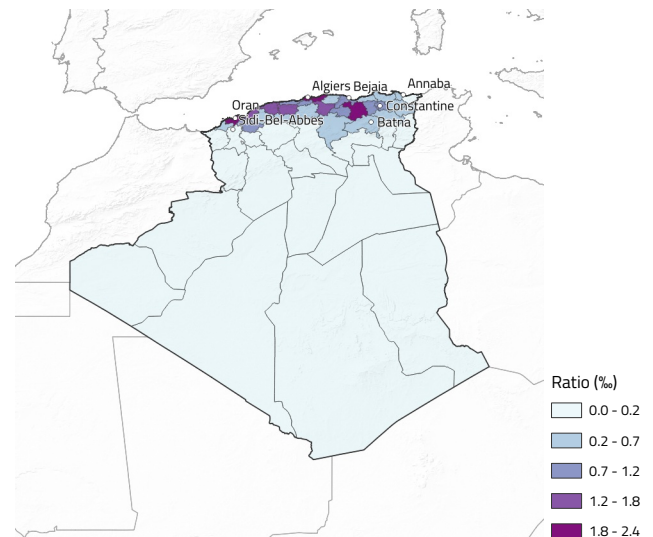 Algiers Bejaia Annaba
Oran Constantine
Sidi-Bel-Abbes Batna
Ratio (‰)
0.0 - 0.2
0.2 - 0.7
0.7 - 1.2
1.2 - 1.8
1.8 - 2.4